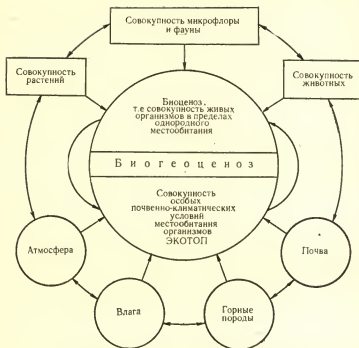 Совокупность микрофлоры
и фауны
Совокупность
растений
Совокупность
животных
Биоценоз,
т.е совокупность живых
организмов в пределах
однородного
местообитания
Биогеоценоз
Совокупность
особых
почвенно-климатических
условий
местообитания
организмов
ЭКОТОП
Атмосфера
Почва
Влага
Горные
породы